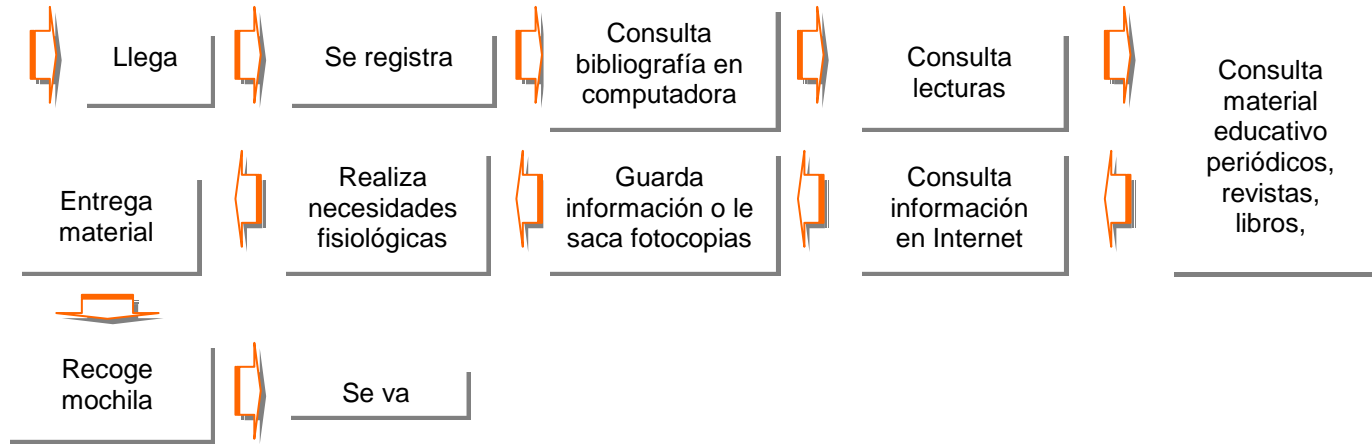 Llega
Se registra
Consulta
bibliografía en
computadora
Consulta
lecturas
Consulta
material
educativo
periódicos,
revistas,
libros,
Consulta
información
en Internet
Guarda
información o le
saca fotocopias
Realiza
necesidades
fisiológicas
Entrega
material
Recoge
mochila
Se va